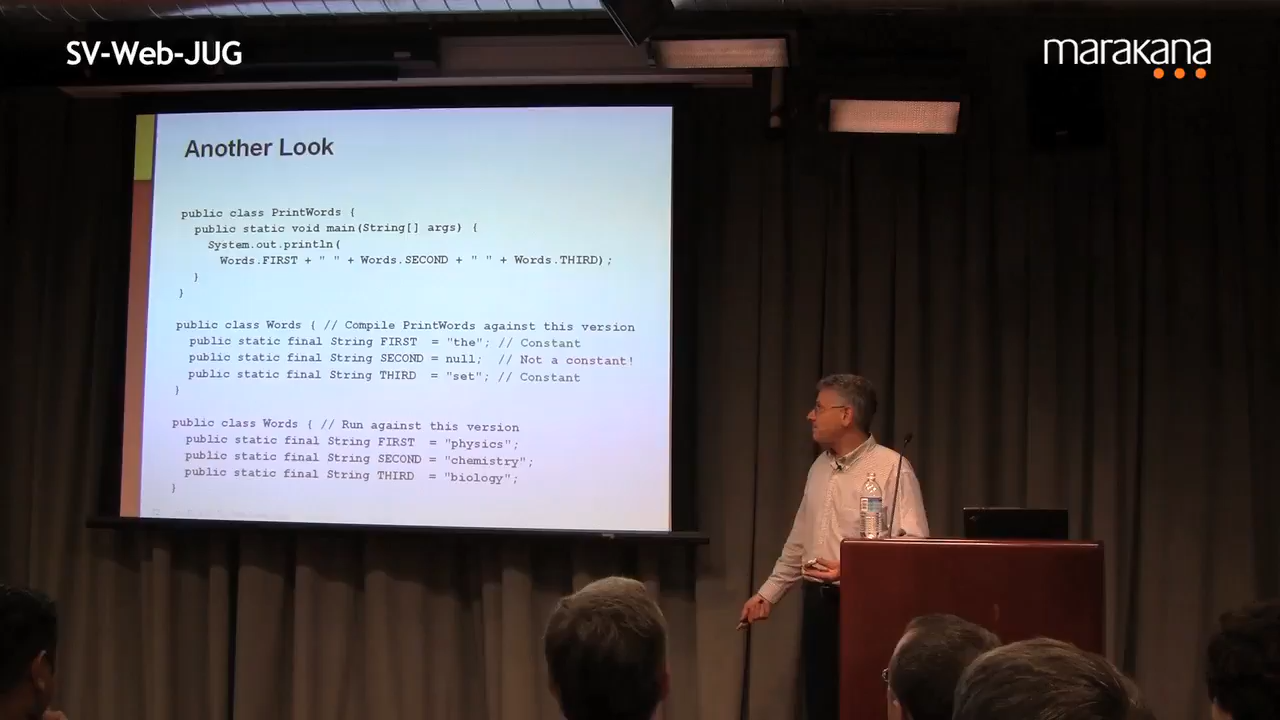 SV-Web-JUG
marakana
Another Look
public class PrintWords {
public static void main(String[] args) {
System.out.println(
Words.FIRST + " " + Words.SECOND + " " + Words.THIRD);
}
}
public class Words { // Compile PrintWords against this version
public static final String FIRST = "the"; // Constant
public static final String SECOND = null; // Not a constant!
public static final String THIRD = "set"; // Constant
}
public class Words { // Run against this version
public static final String FIRST = "physics";
public static final String SECOND = "chemistry";
public static final String THIRD = "biology";
}